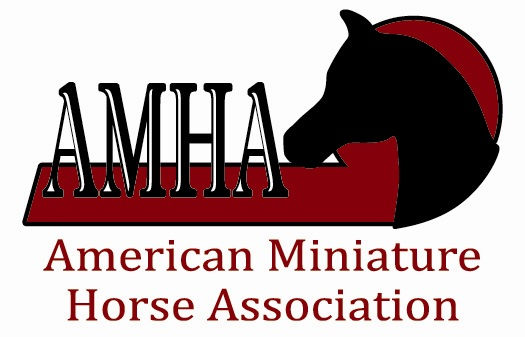 AMHA
American Miniature
Horse Association